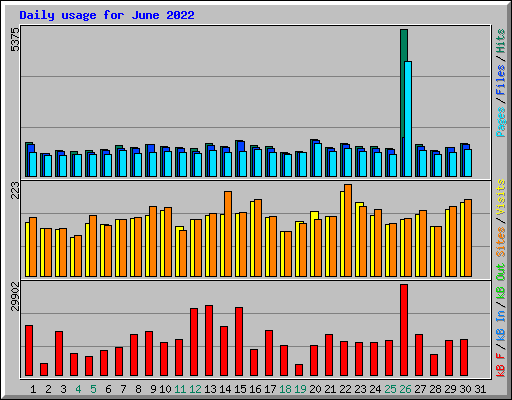 Daily usage for June 2022
5375
Pages / Files / Hits
223
Sites / Visits
29902
kB F / kB In / kB Out
1 2 3 4 5 6 7 8 9 10 11 12 13 14 15 16 17 18 19 20 21 22 23 24 25 26 27 28 29 30 31